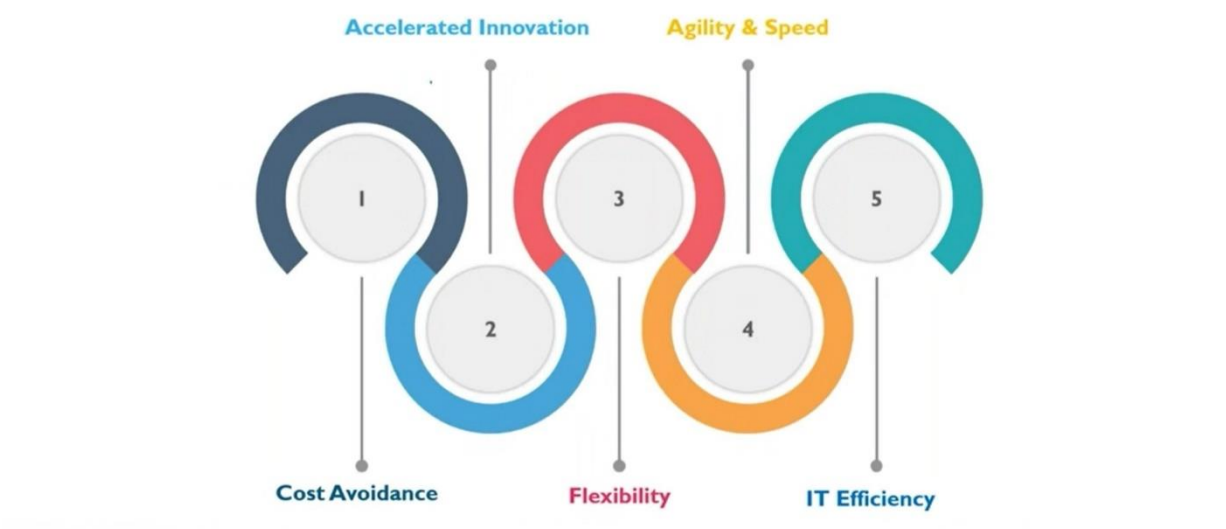 Accelerated Innovation
Agility & Speed
1
3
5
2
4
Cost Avoidance
Flexibility
IT Efficiency